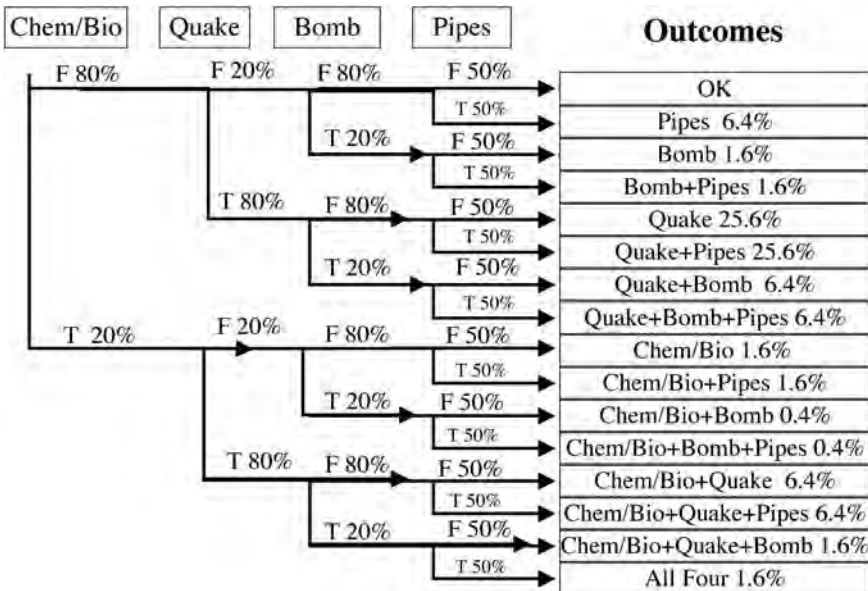 Chem/Bio Quake Bomb Pipes Outcomes
F 80% F 20% F 80% F 50% OK
T 50% Pipes 6.4%
T 20% F 50% Bomb 1.6%
T 50% Bomb+Pipes 1.6%
T 80% F 80% F 50% Quake 25.6%
T 50% Quake+Pipes 25.6%
T 20% F 50% Quake+Bomb 6.4%
T 50% Quake+Bomb+Pipes 6.4%
T 20% F 20% F 80% F 50% Chem/Bio 1.6%
T 50% Chem/Bio+Pipes 1.6%
T 20% F 50% Chem/Bio+Bomb 0.4%
T 50% Chem/Bio+Bomb+Pipes 0.4%
T 80% F 80% F 50% Chem/Bio+Quake 6.4%
T 50% Chem/Bio+Quake+Pipes 6.4%
T 20% F 50% Chem/Bio+Quake+Bomb 1.6%
T 50% All Four 1.6%